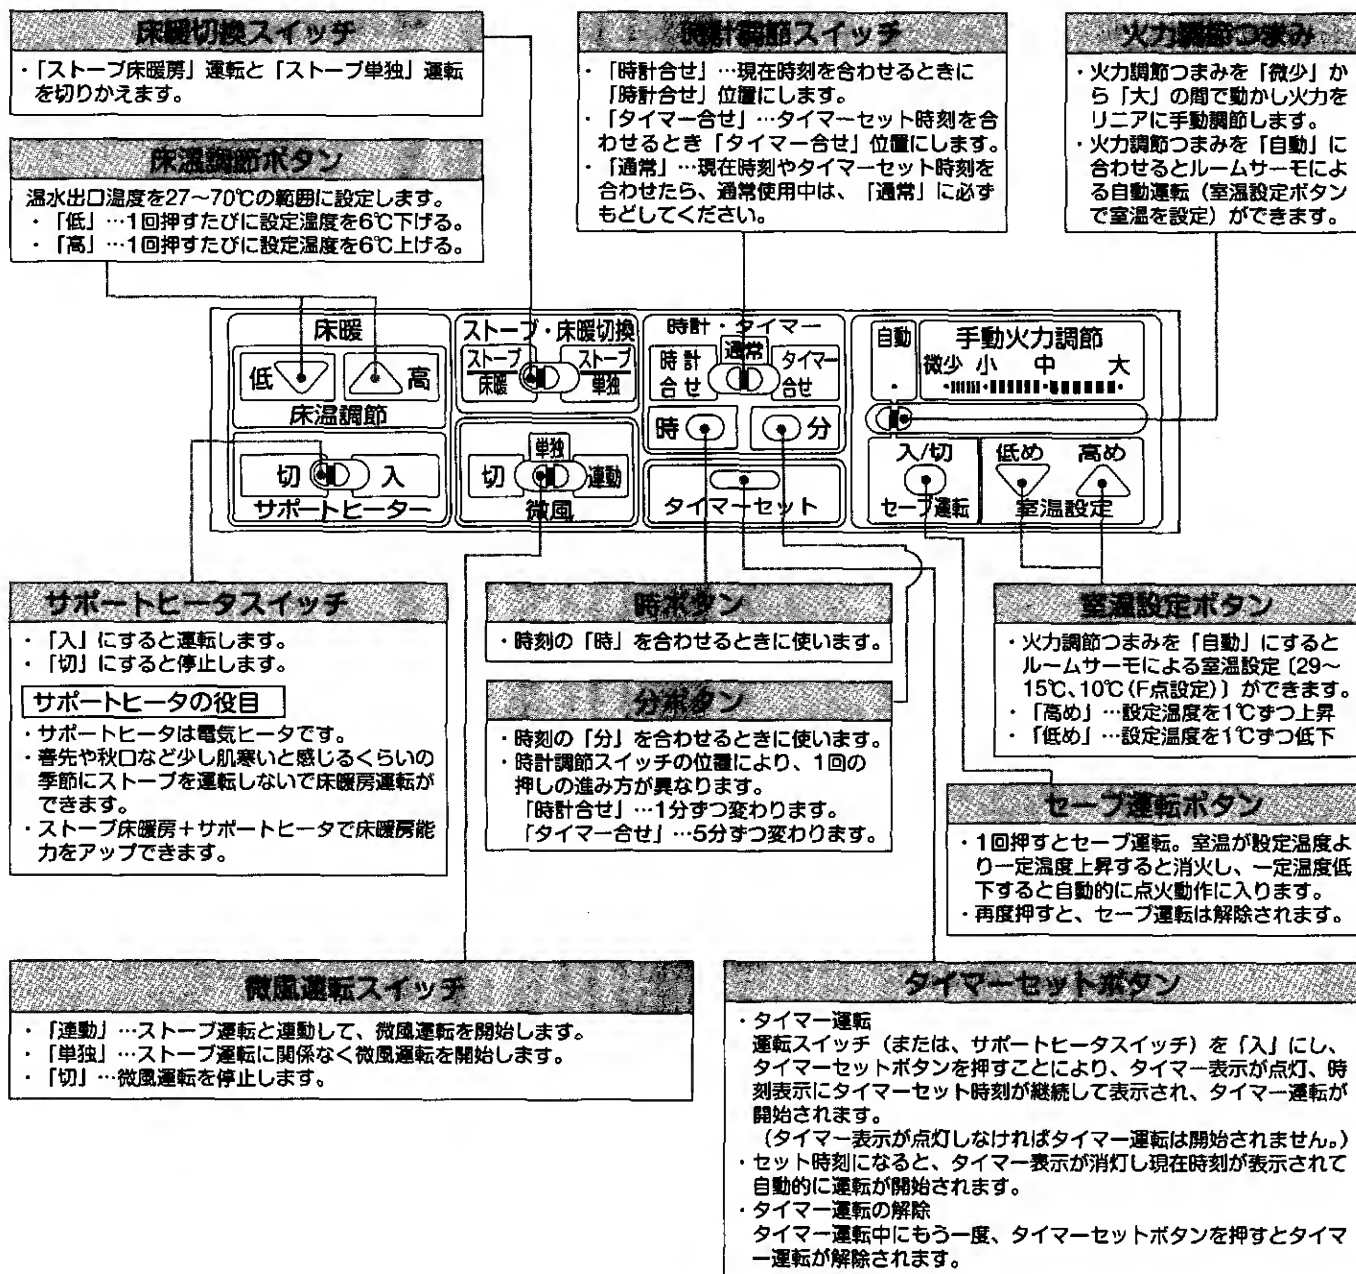 床暖切換スイッチ
・「ストーブ床暖房」運転と「ストーブ単独」運転
を切りかえます。
床温調節ボタン
温水出口温度を27～70℃の範囲に設定します。
・「低」…1回押すたびに設定温度を6℃下げる。
・「高」…1回押すたびに設定温度を6℃上げる。
時計調節スイッチ
・「時計合せ」…現在時刻を合わせるときに
「時計合せ」位置にします。
・「タイマー合せ」…タイマーセット時刻を合
わせるとき「タイマー合せ」位置にします。
・「通常」…現在時刻やタイマーセット時刻を
合わせたら、通常使用中は、「通常」に必ず
もどしてください。
火力調節つまみ
・火力調節つまみを「微少」か
ら「大」の間で動かし火力を
リニアに手動調節します。
・火力調節つまみを「自動」に
合わせるとルームサーモによ
る自動運転（室温設定ボタン
で室温を設定）ができます。
床暖
低 高
床温調節
切 入
サポートヒーター
ストーブ・床暖切換
ストーブ
床暖
ストーブ
単独
単独
切 連動
微風
時計・タイマー
時計
合せ
通常
タイマー
合せ
時 分
タイマーセット
自動
手動火力調節
微少 小 中 大
入/切
セーブ運転
低め 高め
室温設定
サポートヒータスイッチ
・「入」にすると運転します。
・「切」にすると停止します。
サポートヒータの役目
・サポートヒータは電気ヒータです。
・春先や秋口など少し肌寒いと感じるくらいの
季節にストーブを運転しないで床暖房運転が
できます。
・ストーブ床暖房＋サポートヒータで床暖房能
力をアップできます。
時ボタン
・時刻の「時」を合わせるときに使います。
分ボタン
・時刻の「分」を合わせるときに使います。
・時計調節スイッチの位置により、1回の
押しの進み方が異なります。
「時計合せ」…1分ずつ変わります。
「タイマー合せ」…5分ずつ変わります。
室温設定ボタン
・火力調節つまみを「自動」にすると
ルームサーモによる室温設定〔29～
15℃、10℃（F点設定）〕ができます。
・「高め」…設定温度を1℃ずつ上昇
・「低め」…設定温度を1℃ずつ低下
セーブ運転ボタン
・1回押すとセーブ運転。室温が設定温度よ
り一定温度上昇すると消火し、一定温度低
下すると自動的に点火動作に入ります。
・再度押すと、セーブ運転は解除されます。
微風運転スイッチ
・「連動」…ストーブ運転と連動して、微風運転を開始します。
・「単独」…ストーブ運転に関係なく微風運転を開始します。
・「切」…微風運転を停止します。
タイマーセットボタン
・タイマー運転
運転スイッチ（または、サポートヒータスイッチ）を「入」にし、
タイマーセットボタンを押すことにより、タイマー表示が点灯、時
刻表示にタイマーセット時刻が継続して表示され、タイマー運転が
開始されます。
（タイマー表示が点灯しなければタイマー運転は開始されません。）
・セット時刻になると、タイマー表示が消灯し現在時刻が表示されて
自動的に運転が開始されます。
・タイマー運転の解除
タイマー運転中にもう一度、タイマーセットボタンを押すとタイマ
ー運転が解除されます。